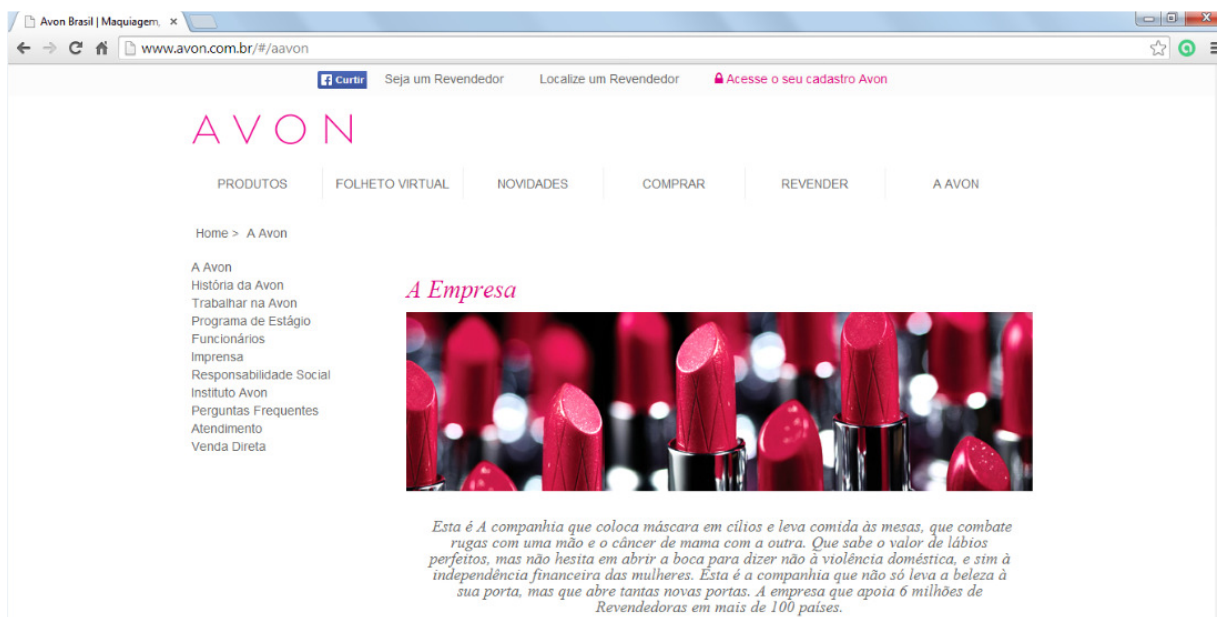 Avon Brasil | Maquiagem,
www.avon.com.br/#/aavon
Curtir Seja um Revendedor Localize um Revendedor Acesse o seu cadastro Avon
AVON
PRODUTOS FOLHETO VIRTUAL NOVIDADES COMPRAR REVENDER A AVON
Home > A Avon
A Avon
História da Avon
Trabalhar na Avon
Programa de Estágio
Funcionários
Imprensa
Responsabilidade Social
Instituto Avon
Perguntas Frequentes
Atendimento
Venda Direta
A Empresa
Esta é A companhia que coloca máscara em cílios e leva comida às mesas, que combate
rugas com uma mão e o câncer de mama com a outra. Que sabe o valor de lábios
perfeitos, mas não hesita em abrir a boca para dizer não à violência doméstica, e sim à
independência financeira das mulheres. Esta é a companhia que não só leva a beleza à
sua porta, mas que abre tantas novas portas. A empresa que apoia 6 milhões de
Revendedoras em mais de 100 países.